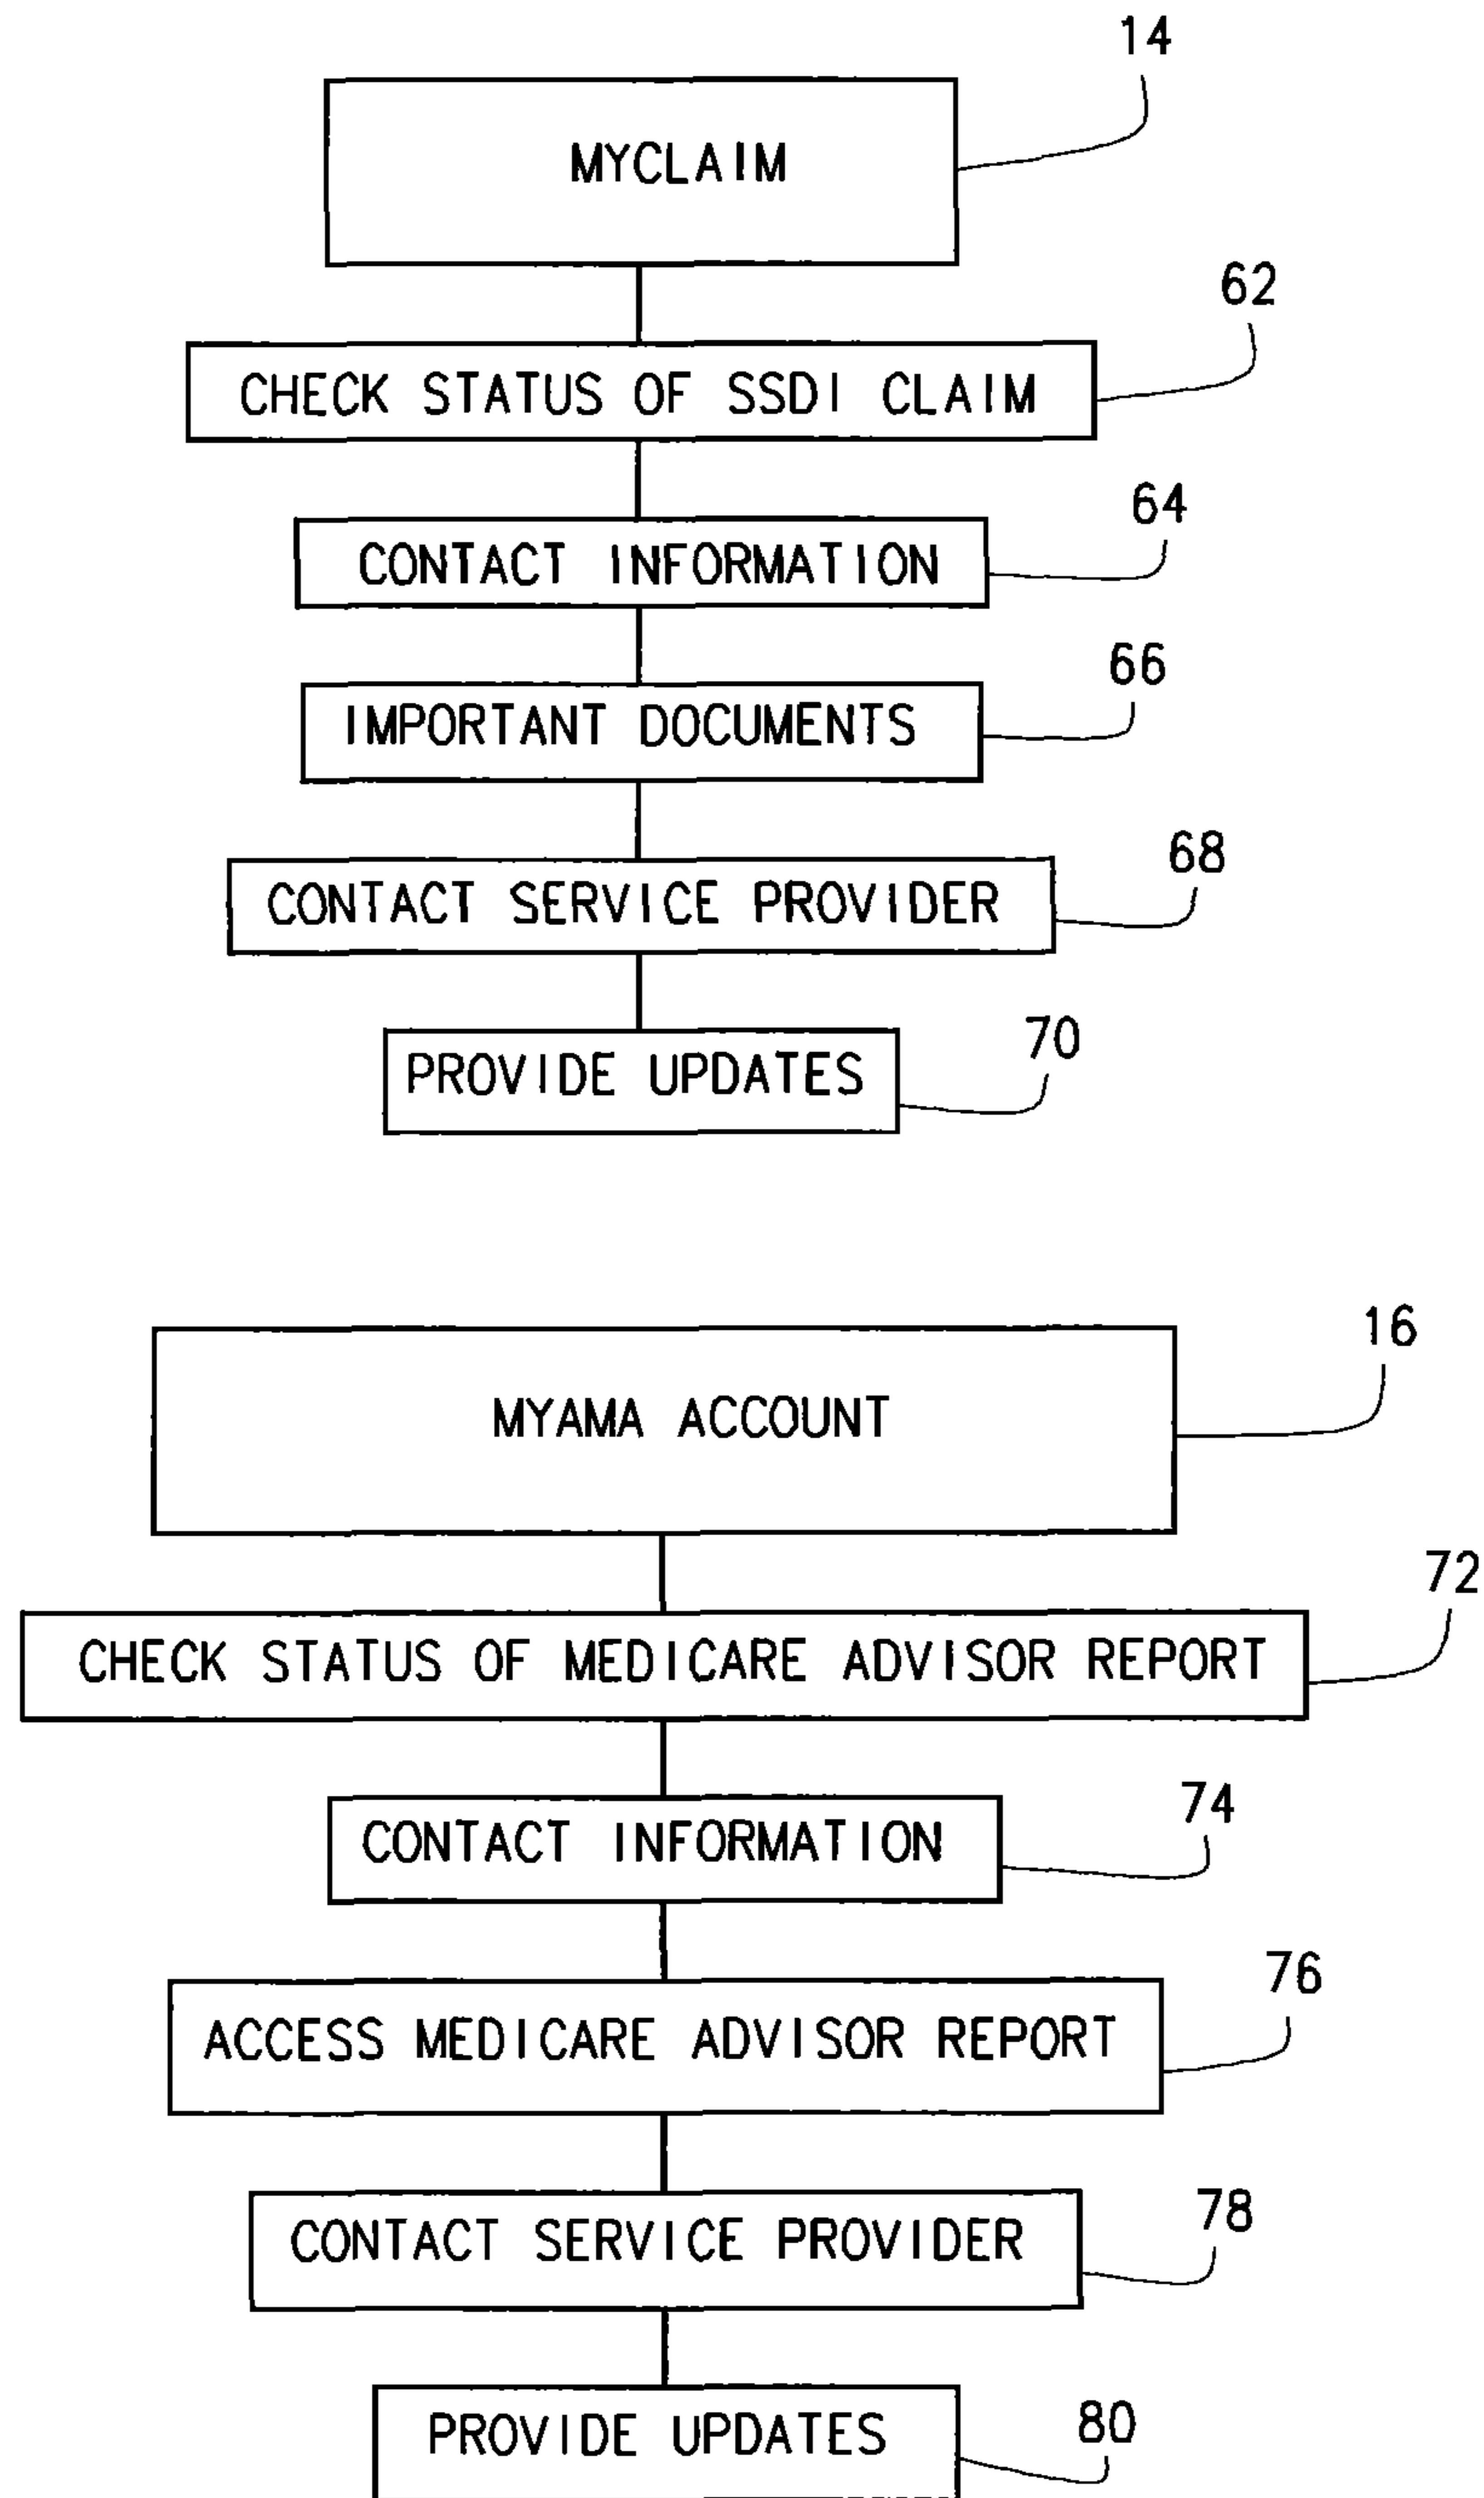 14
MYCLAIM
62
CHECK STATUS OF SSDI CLAIM
64
CONTACT INFORMATION
66
IMPORTANT DOCUMENTS
68
CONTACT SERVICE PROVIDER
70
PROVIDE UPDATES
16
MYAMA ACCOUNT
72
CHECK STATUS OF MEDICARE ADVISOR REPORT
74
CONTACT INFORMATION
76
ACCESS MEDICARE ADVISOR REPORT
78
CONTACT SERVICE PROVIDER
80
PROVIDE UPDATES